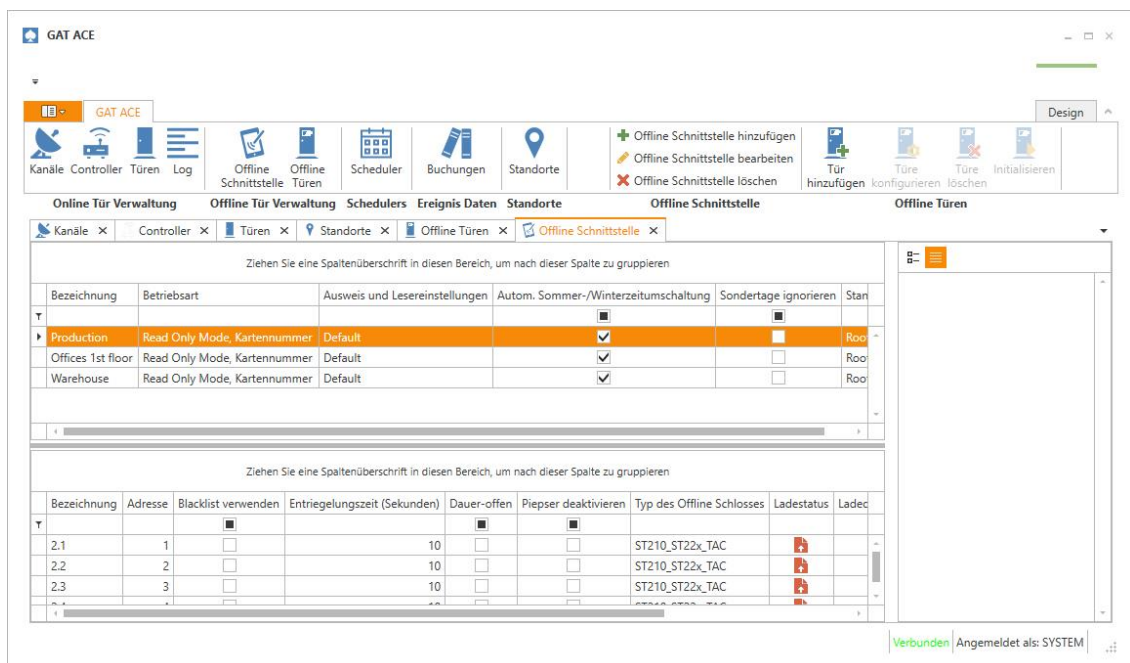 GAT ACE
GAT ACE
Design
Kanäle Controller Türen Log Offline Schnittstelle Offline Türen Scheduler Buchungen Standorte
Offline Schnittstelle hinzufügen
Offline Schnittstelle bearbeiten
Offline Schnittstelle löschen
Tür hinzufügen Türe konfigurieren Türe löschen Initialisieren
Online Tür Verwaltung Offline Tür Verwaltung Schedulers Ereignis Daten Standorte Offline Schnittstelle Offline Türen
Kanäle Controller Türen Standorte Offline Türen Offline Schnittstelle
Ziehen Sie eine Spaltenüberschrift in diesen Bereich, um nach dieser Spalte zu gruppieren
Bezeichnung Betriebsart Ausweis und Lesereinstellungen Autom. Sommer-/Winterzeitumschaltung Sondertage ignorieren Stan
Production Read Only Mode, Kartennummer Default Roo
Offices 1st floor Read Only Mode, Kartennummer Default Roo
Warehouse Read Only Mode, Kartennummer Default Roo
Ziehen Sie eine Spaltenüberschrift in diesen Bereich, um nach dieser Spalte zu gruppieren
Bezeichnung Adresse Blacklist verwenden Entriegelungszeit (Sekunden) Dauer-offen Piepser deaktivieren Typ des Offline Schlosses Ladestatus Ladec
2.1 1 10 ST210_ST22x_TAC
2.2 2 10 ST210_ST22x_TAC
2.3 3 10 ST210_ST22x_TAC
Verbunden Angemeldet als: SYSTEM